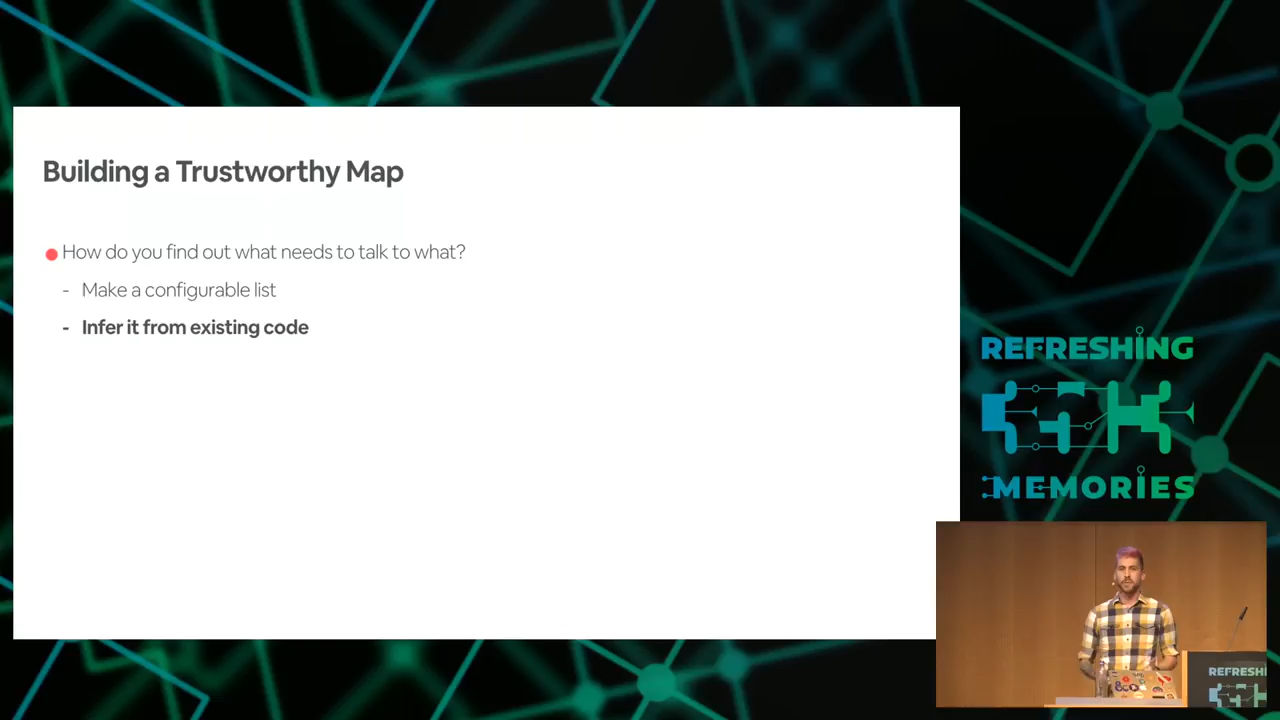 Building a Trustworthy Map
How do you find out what needs to talk to what?
- Make a configurable list
- Infer it from existing code
REFRESHING
MEMORIES
REFRESHI